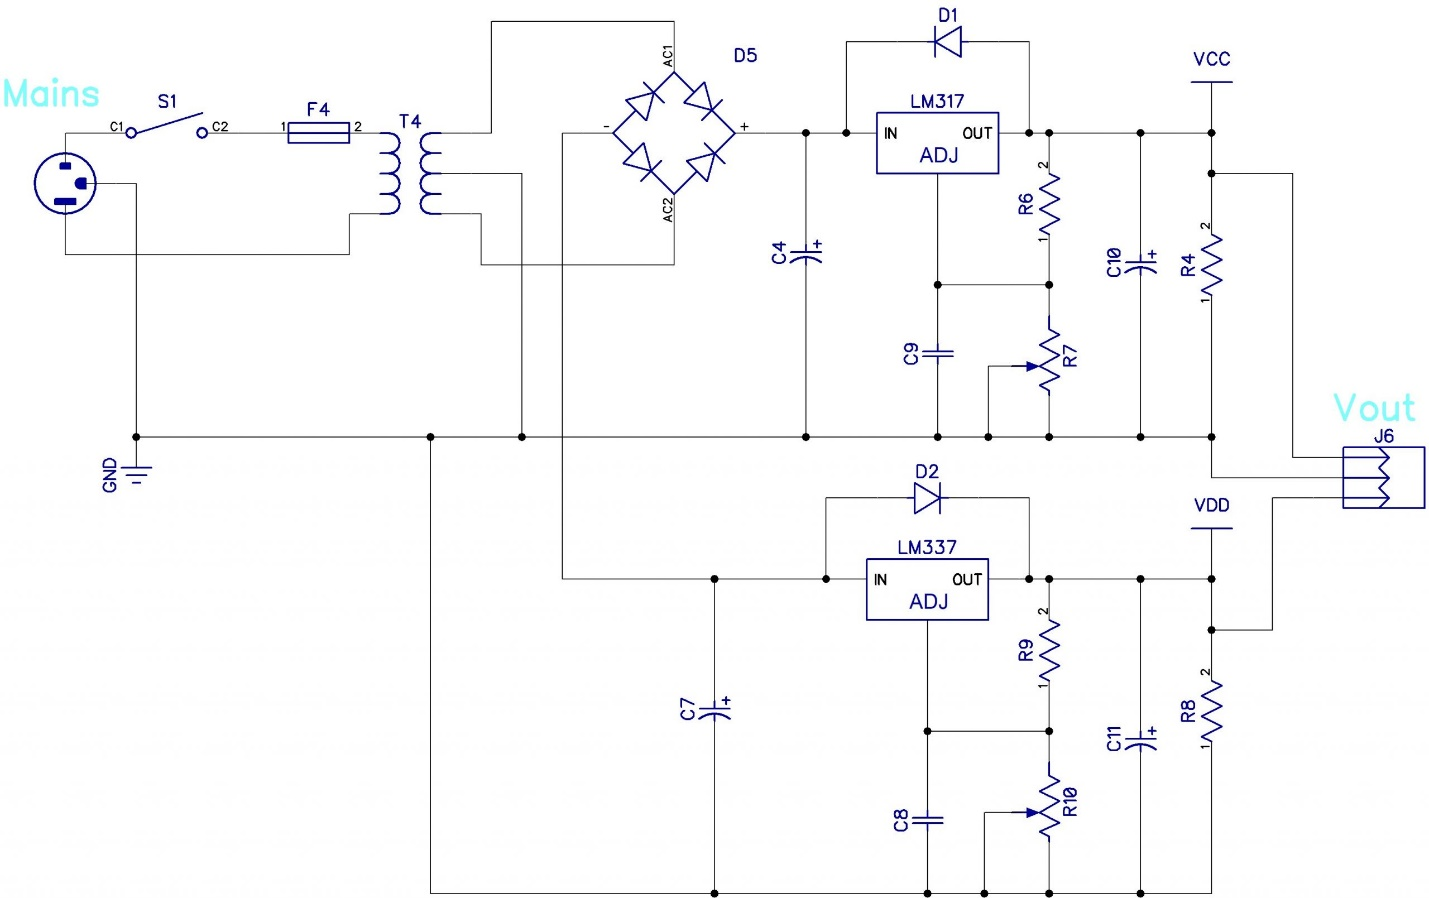 Mains
S1
C1
C2
1
F4
2
T4
AC1
D5
-
+
AC2
D1
LM317
IN
OUT
ADJ
VCC
C4
+
2
R6
1
C9
R7
C10
+
2
R4
1
Vout
J6
GND
D2
LM337
IN
OUT
ADJ
VDD
C7
+
2
R9
1
C8
R10
C11
+
2
R8
1